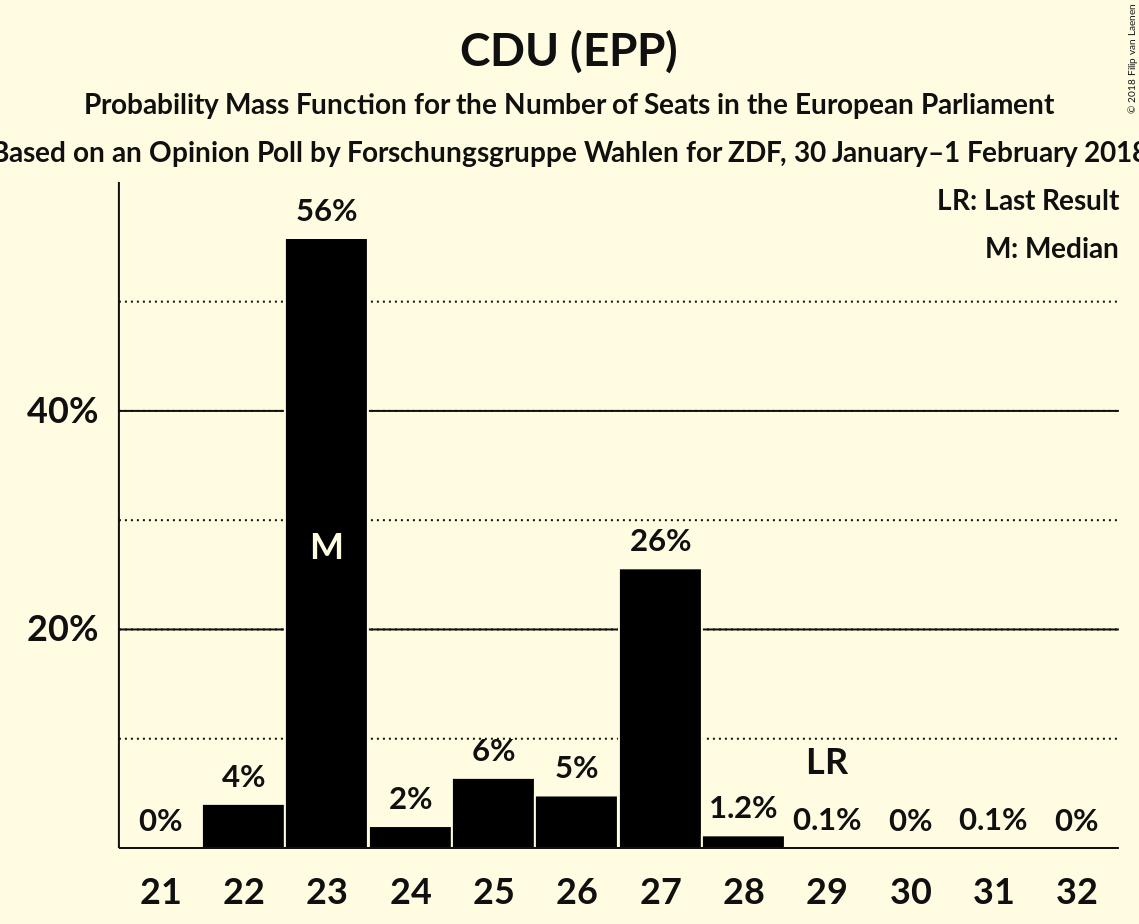 CDU (EPP)
Probability Mass Function for the Number of Seats in the European Parliament
Based on an Opinion Poll by Forschungsgruppe Wahlen for ZDF, 30 January–1 February 2018
© 2018 Filip van Laenen
LR: Last Result
M: Median
56%
40%
M
26%
20%
LR
6%
5%
4%
2%
1.2%
0%
0.1%
0%
0.1%
0%
21 22 23 24 25 26 27 28 29 30 31 32